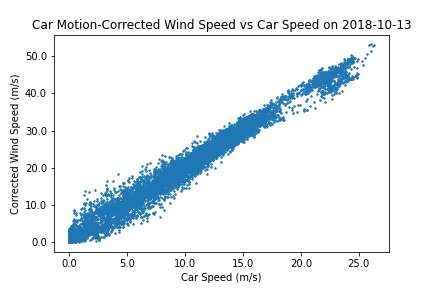 Car Motion-Corrected Wind Speed vs Car Speed on 2018-10-13
50.0
40.0
30.0
20.0
10.0
0.0
Corrected Wind Speed (m/s)
0.0 5.0 10.0 15.0 20.0 25.0
Car Speed (m/s)